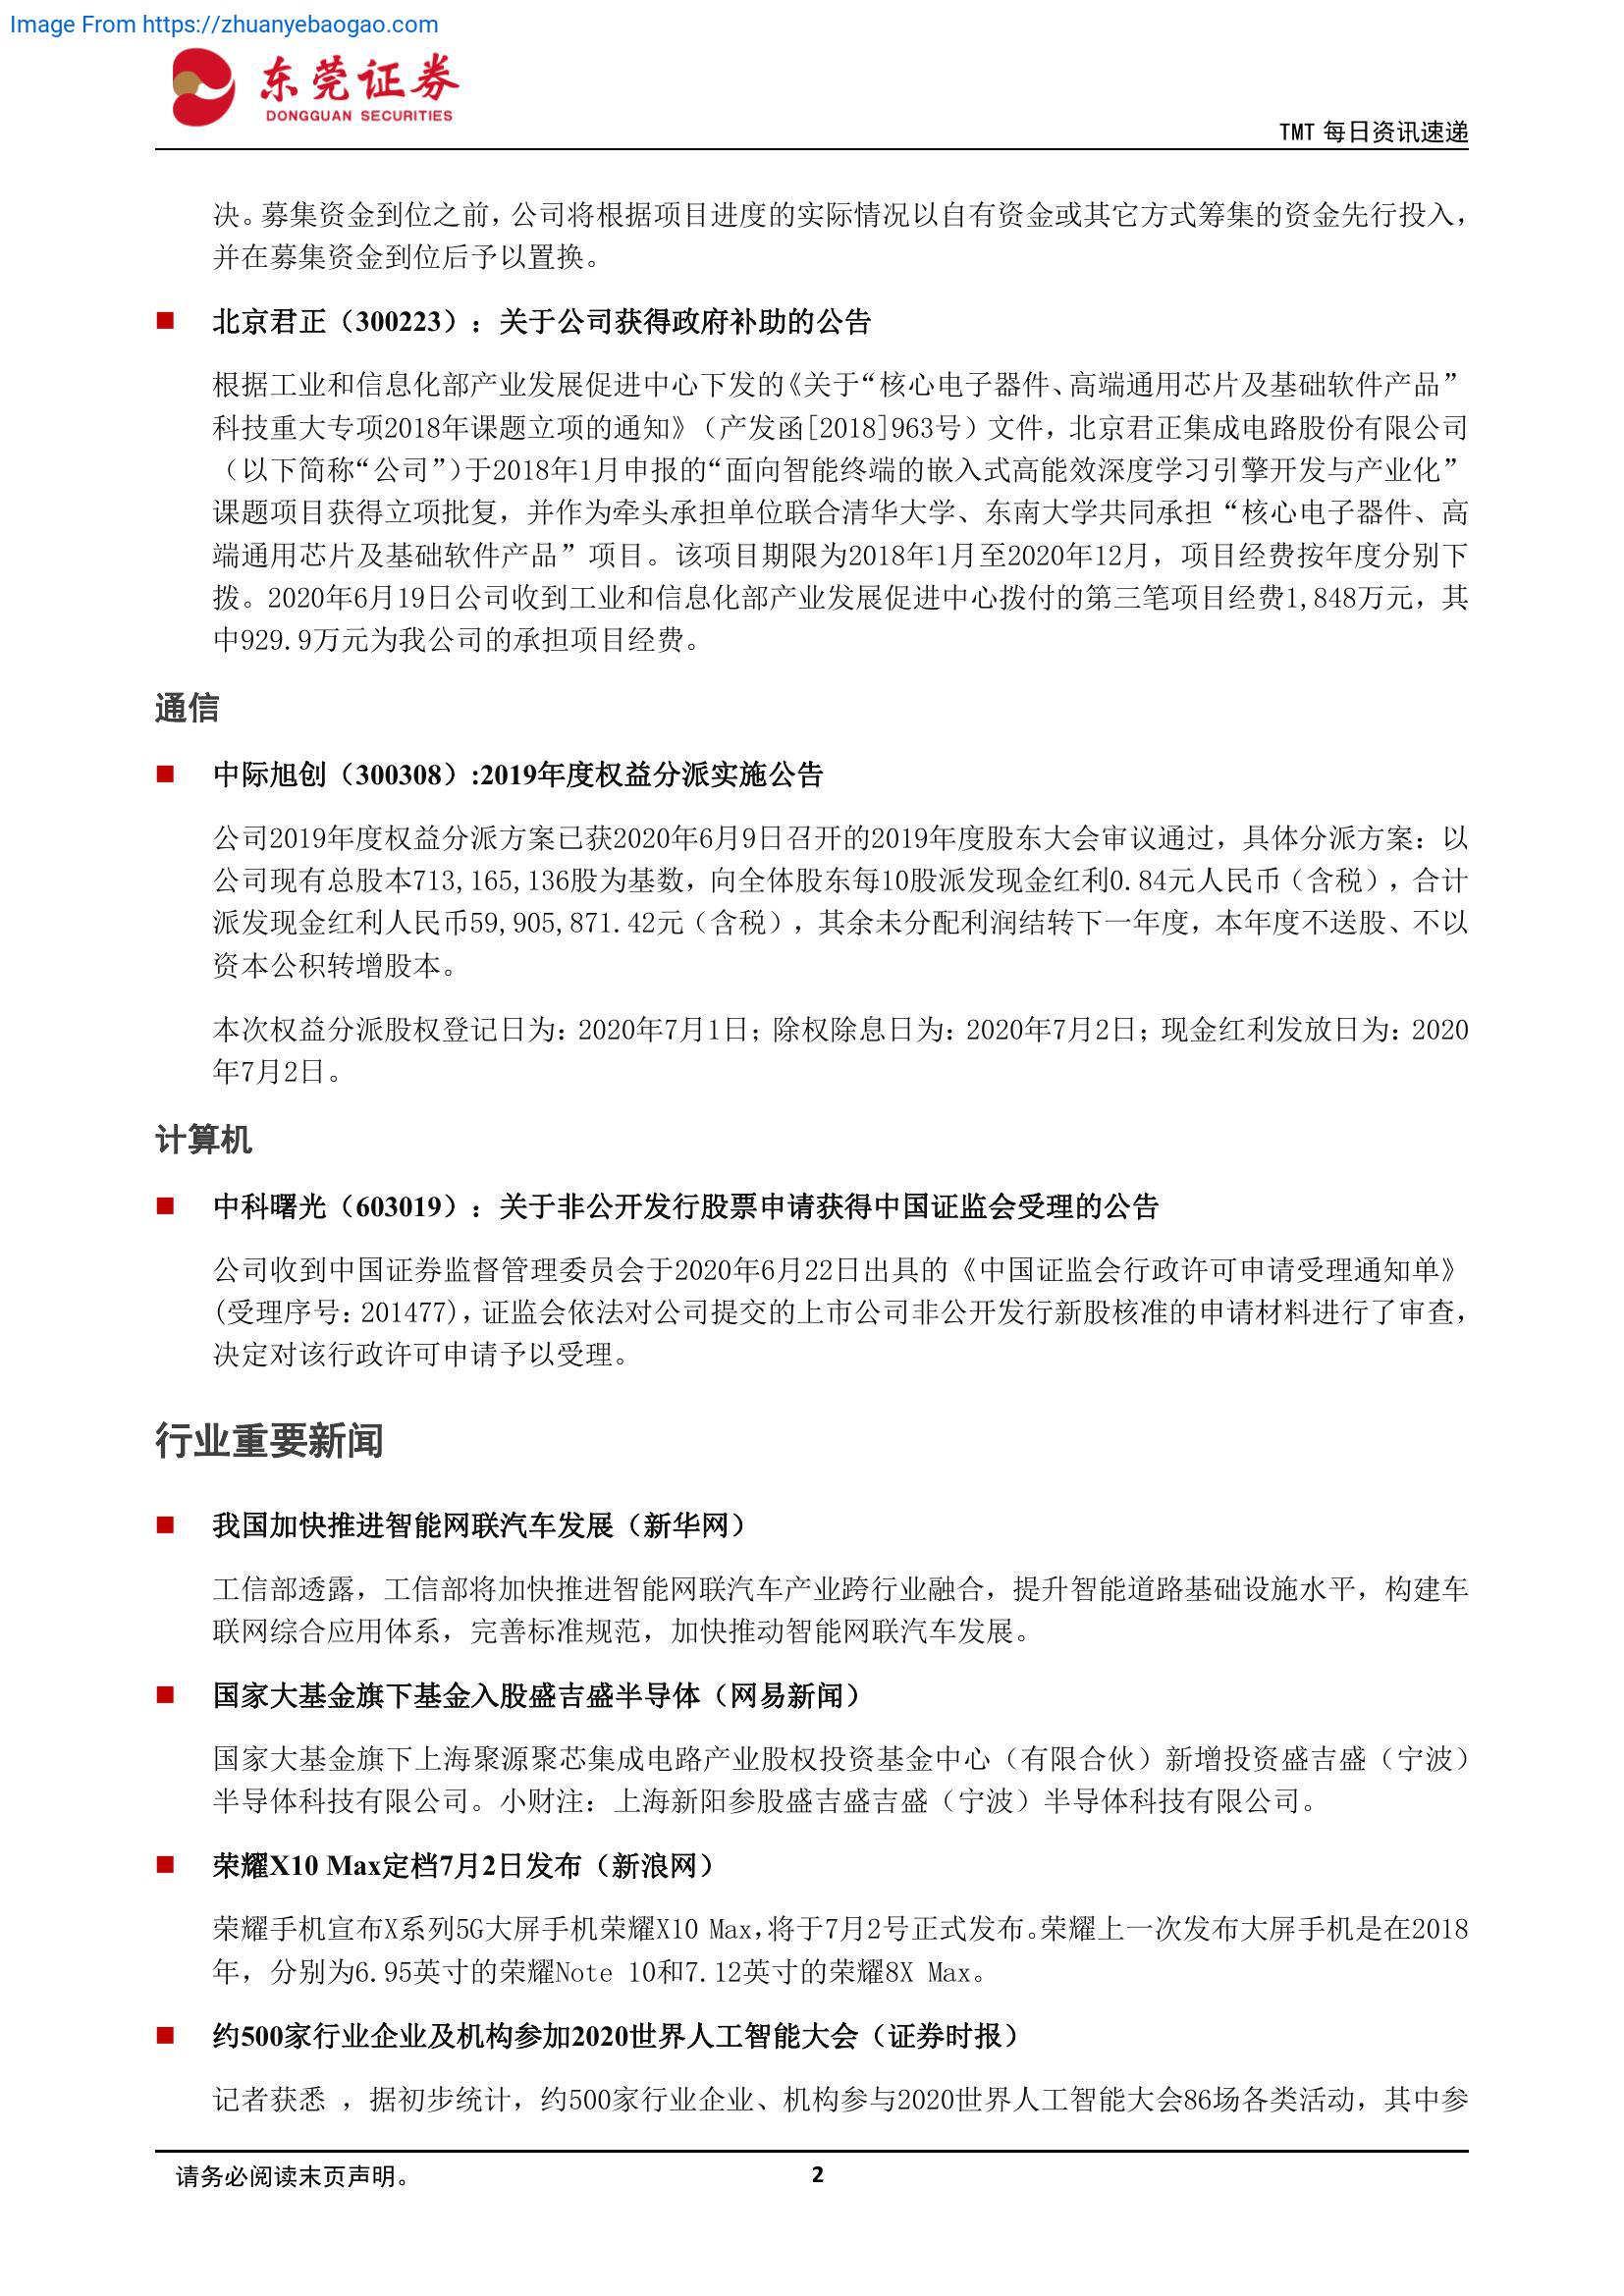 Image From https://zhuanyebaogao.com
东莞证券
DONGGUAN SECURITIES
TMT 每日资讯速递
决。募集资金到位之前，公司将根据项目进度的实际情况以自有资金或其它方式筹集的资金先行投入，
并在募集资金到位后予以置换。
■ 北京君正（300223）：关于公司获得政府补助的公告
根据工业和信息化部产业发展促进中心下发的《关于“核心电子器件、高端通用芯片及基础软件产品”
科技重大专项2018年课题立项的通知》（产发函[2018]963号）文件，北京君正集成电路股份有限公司
（以下简称“公司”）于2018年1月申报的“面向智能终端的嵌入式高能效深度学习引擎开发与产业化”
课题项目获得立项批复，并作为牵头承担单位联合清华大学、东南大学共同承担“核心电子器件、高
端通用芯片及基础软件产品”项目。该项目期限为2018年1月至2020年12月，项目经费按年度分别下
拨。2020年6月19日公司收到工业和信息化部产业发展促进中心拨付的第三笔项目经费1,848万元，其
中929.9万元为我公司的承担项目经费。
通信
■ 中际旭创（300308）:2019年度权益分派实施公告
公司2019年度权益分派方案已获2020年6月9日召开的2019年度股东大会审议通过，具体分派方案：以
公司现有总股本713,165,136股为基数，向全体股东每10股派发现金红利0.84元人民币（含税），合计
派发现金红利人民币59,905,871.42元（含税），其余未分配利润结转下一年度，本年度不送股、不以
资本公积转增股本。
本次权益分派股权登记日为：2020年7月1日；除权除息日为：2020年7月2日；现金红利发放日为：2020
年7月2日。
计算机
■ 中科曙光（603019）：关于非公开发行股票申请获得中国证监会受理的公告
公司收到中国证券监督管理委员会于2020年6月22日出具的《中国证监会行政许可申请受理通知单》
(受理序号：201477)，证监会依法对公司提交的上市公司非公开发行新股核准的申请材料进行了审查，
决定对该行政许可申请予以受理。
行业重要新闻
■ 我国加快推进智能网联汽车发展（新华网）
工信部透露，工信部将加快推进智能网联汽车产业跨行业融合，提升智能道路基础设施水平，构建车
联网综合应用体系，完善标准规范，加快推动智能网联汽车发展。
■ 国家大基金旗下基金入股盛吉盛半导体（网易新闻）
国家大基金旗下上海聚源聚芯集成电路产业股权投资基金中心（有限合伙）新增投资盛吉盛（宁波）
半导体科技有限公司。小财注：上海新阳参股盛吉盛吉盛（宁波）半导体科技有限公司。
■ 荣耀X10 Max定档7月2日发布（新浪网）
荣耀手机宣布X系列5G大屏手机荣耀X10 Max，将于7月2号正式发布。荣耀上一次发布大屏手机是在2018
年，分别为6.95英寸的荣耀Note 10和7.12英寸的荣耀8X Max。
■ 约500家行业企业及机构参加2020世界人工智能大会（证券时报）
记者获悉 ，据初步统计，约500家行业企业、机构参与2020世界人工智能大会86场各类活动，其中参
请务必阅读末页声明。
2